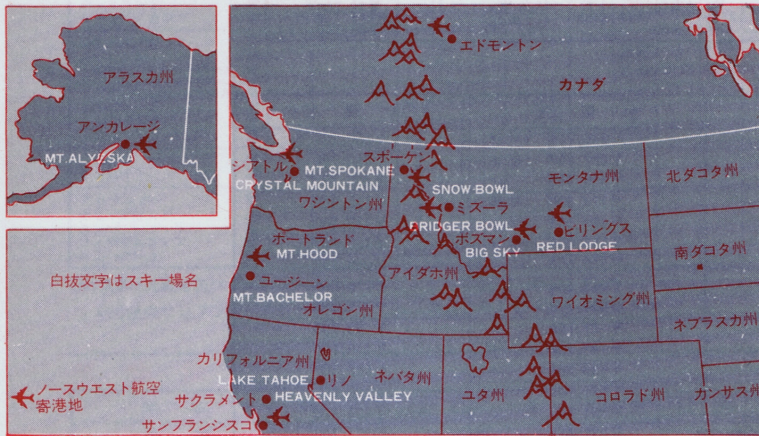 アラスカ州
アンカレージ
MT.ALYESKA
エドモントン
カナダ
シアトル
MT.SPOKANE
CRYSTAL MOUNTAIN
ワシントン州
スポーケン
SNOW BOWL
ミズーラ
モンタナ州
北ダコタ州
BRIDGER BOWL
ボズマン
BIG SKY
ビリングス
RED LODGE
ポートランド
MT.HOOD
ユージーン
MT.BACHELOR
オレゴン州
アイダホ州
南ダコタ州
ワイオミング州
ネブラスカ州
白抜文字はスキー場名
カリフォルニア州
LAKE TAHOE
リノ
HEAVENLY VALLEY
ネバタ州
ユタ州
コロラド州
カンサス州
サクラメント
サンフランシスコ
ノースウエスト航空
寄港地